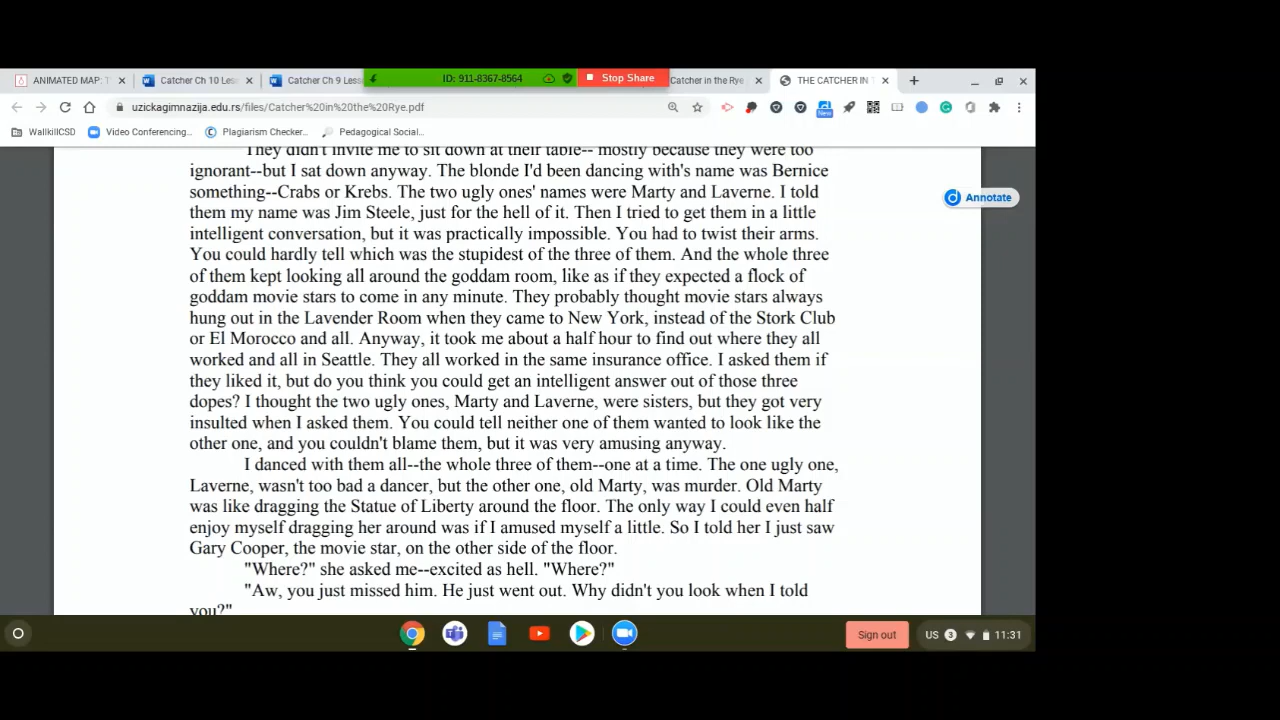 ANIMATED MAP: T
Catcher Ch 10 Les
Catcher Ch 9 Less
ID: 911-8367-8564
Stop Share
Catcher in the Rye
THE CATCHER IN T
uzickagimnazija.edu.rs/files/Catcher%20in%20the%20Rye.pdf
New
WallkillCSD
Video Conferencing...
Plagiarism Checker...
Pedagogical Social...
Annotate
They didn't invite me to sit down at their table-- mostly because they were too
ignorant--but I sat down anyway. The blonde I'd been dancing with's name was Bernice
something--Crabs or Krebs. The two ugly ones' names were Marty and Laverne. I told
them my name was Jim Steele, just for the hell of it. Then I tried to get them in a little
intelligent conversation, but it was practically impossible. You had to twist their arms.
You could hardly tell which was the stupidest of the three of them. And the whole three
of them kept looking all around the goddam room, like as if they expected a flock of
goddam movie stars to come in any minute. They probably thought movie stars always
hung out in the Lavender Room when they came to New York, instead of the Stork Club
or El Morocco and all. Anyway, it took me about a half hour to find out where they all
worked and all in Seattle. They all worked in the same insurance office. I asked them if
they liked it, but do you think you could get an intelligent answer out of those three
dopes? I thought the two ugly ones, Marty and Laverne, were sisters, but they got very
insulted when I asked them. You could tell neither one of them wanted to look like the
other one, and you couldn't blame them, but it was very amusing anyway.
I danced with them all--the whole three of them--one at a time. The one ugly one,
Laverne, wasn't too bad a dancer, but the other one, old Marty, was murder. Old Marty
was like dragging the Statue of Liberty around the floor. The only way I could even half
enjoy myself dragging her around was if I amused myself a little. So I told her I just saw
Gary Cooper, the movie star, on the other side of the floor.
"Where?" she asked me--excited as hell. "Where?"
"Aw, you just missed him. He just went out. Why didn't you look when I told
you?"
Sign out
US 3 11:31